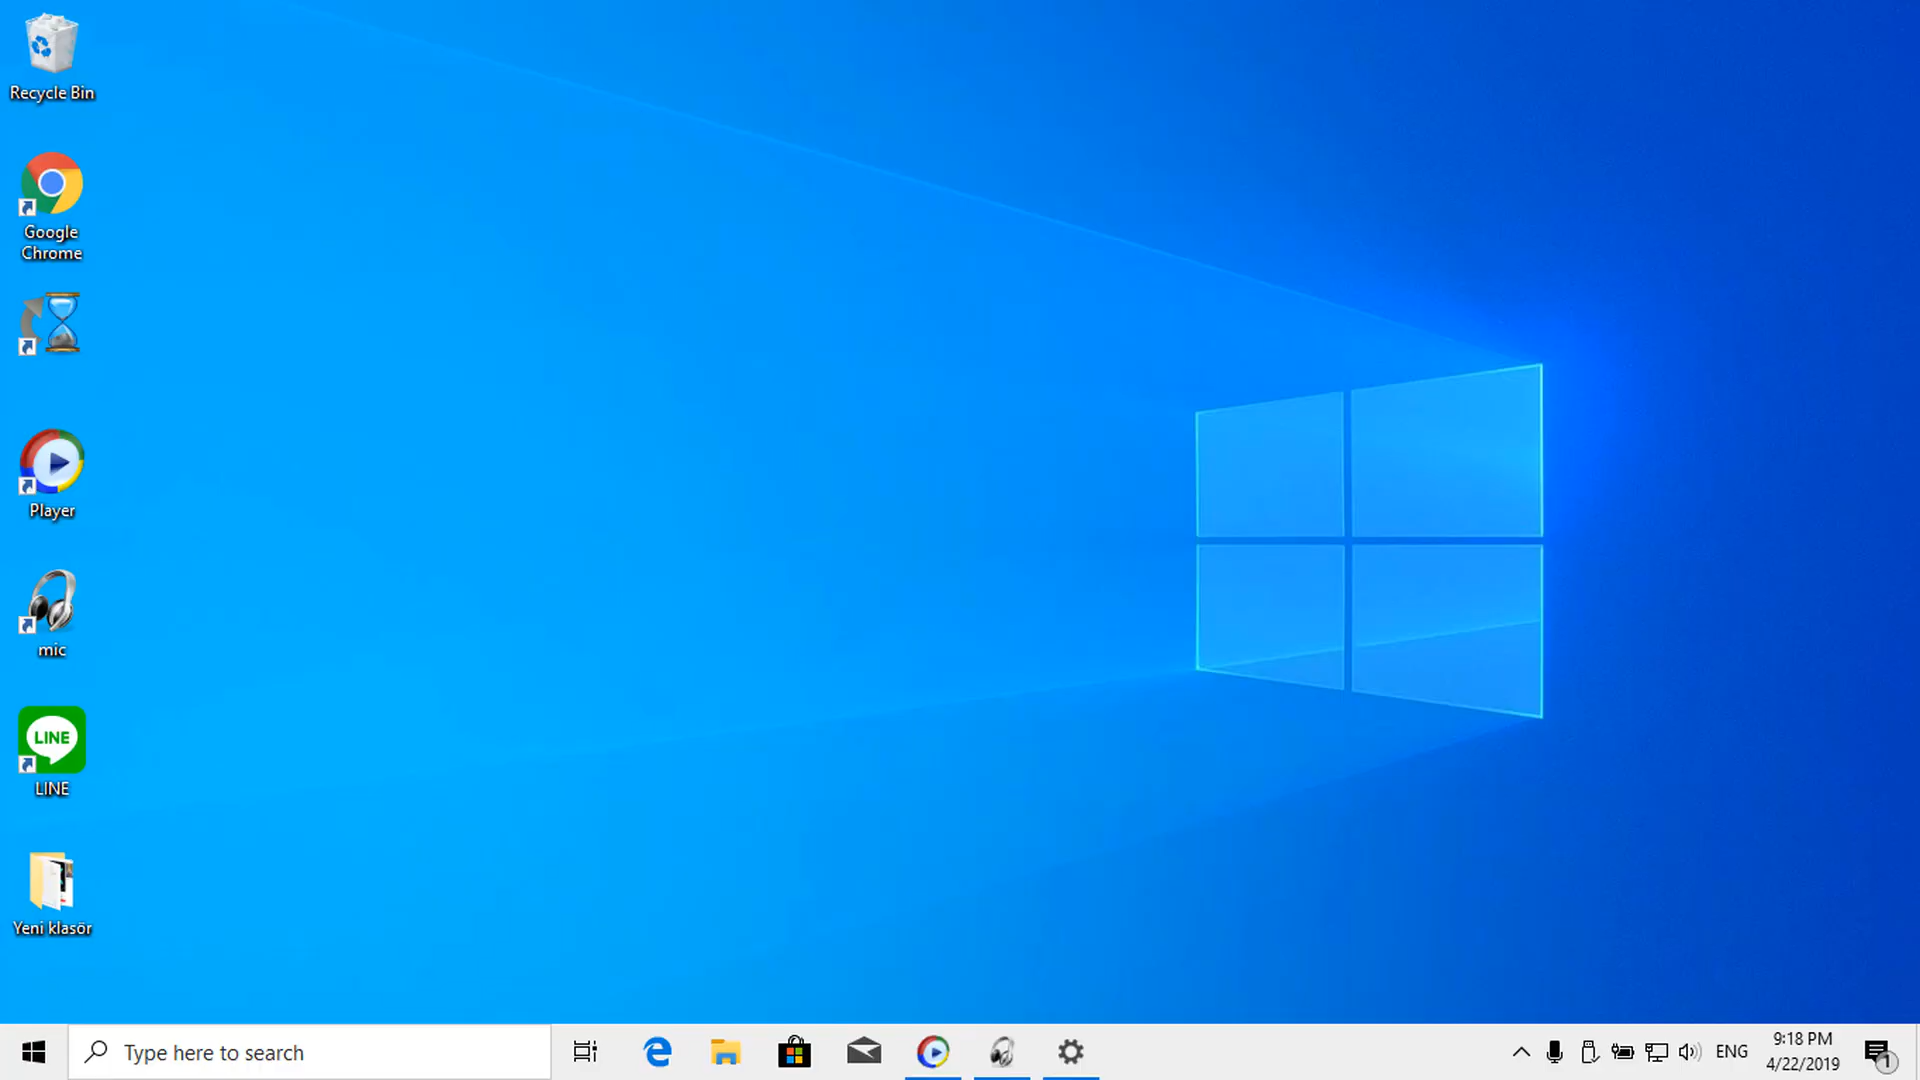 Recycle Bin
Google
Chrome
Player
mic
LINE
LINE
Yeni klasör
Type here to search
ENG
9:18 PM
4/22/2019
1